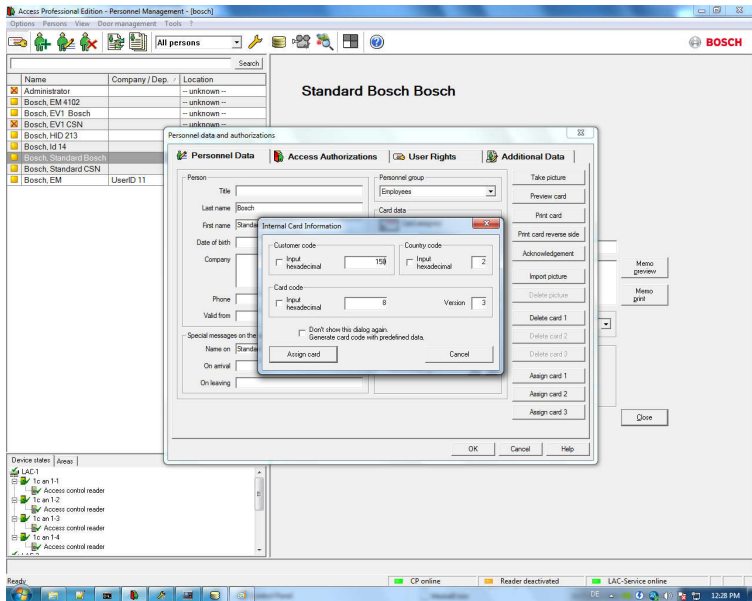 Access Professional Edition - Personnel Management - [bosch]
Options Persons View Door management Tools ?
All persons
BOSCH
Search
Name Company / Dep. Location
Administrator -- unknown --
Bosch, EM 4102 -- unknown --
Bosch, EV1 Bosch -- unknown --
Bosch, EV1 CSN -- unknown --
Bosch, HID 213
Bosch, Id 14
Bosch, Standard Bosch
Bosch, Standard CSN
Bosch, EM UserID 11
Standard Bosch Bosch
Personnel data and authorizations
Personnel Data Access Authorizations User Rights Additional Data
Person
Title
Last name Bosch
First name Standa
Date of birth
Company
Phone
Valid from
Special messages on the
Name on Standa
On arrival
On leaving
Personnel group
Employees
Card data
Internal Card Information
Customer code
Input hexadecimal 150
Country code
Input hexadecimal 2
Card code
Input hexadecimal 8
Version 3
Don't show this dialog again.
Generate card code with predefined data.
Assign card Cancel
Take picture
Preview card
Print card
Print card reverse side
Acknowledgement
Import picture
Delete picture
Delete card 1
Delete card 2
Delete card 3
Assign card 1
Assign card 2
Assign card 3
OK Cancel Help
Memo preview
Memo print
Close
Device states Areas
LAC-1
1c an 1-1
Access control reader
1c an 1-2
Access control reader
1c an 1-3
Access control reader
1c an 1-4
Access control reader
Ready
CP online Reader deactivated LAC-Service online
DE 12:28 PM